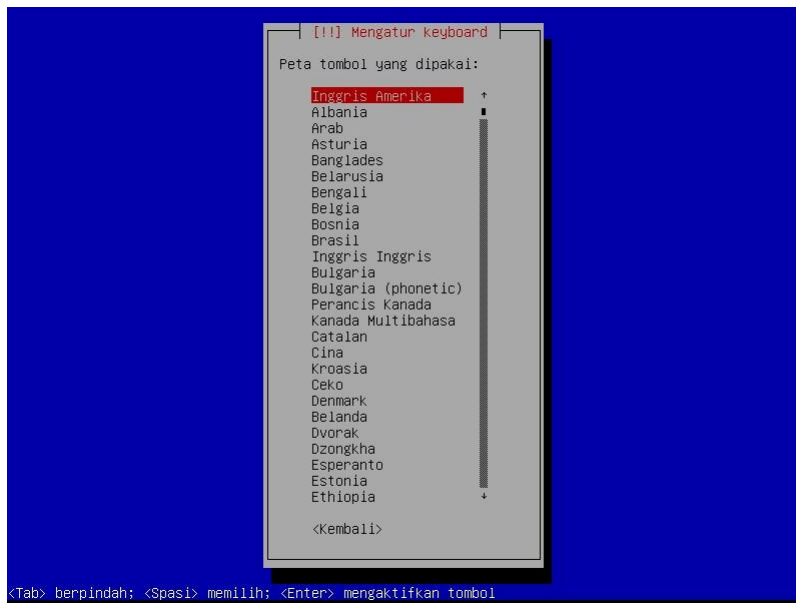 [!!] Mengatur keyboard
Peta tombol yang dipakai:
Inggris Amerika
Albania
Arab
Asturia
Banglades
Belarusia
Bengali
Belgia
Bosnia
Brasil
Inggris Inggris
Bulgaria
Bulgaria (phonetic)
Perancis Kanada
Kanada Multibahasa
Catalan
Cina
Kroasia
Ceko
Denmark
Belanda
Dvorak
Dzongkha
Esperanto
Estonia
Ethiopia
<Kembali>
<Tab> berpindah; <Spasi> memilih; <Enter> mengaktifkan tombol